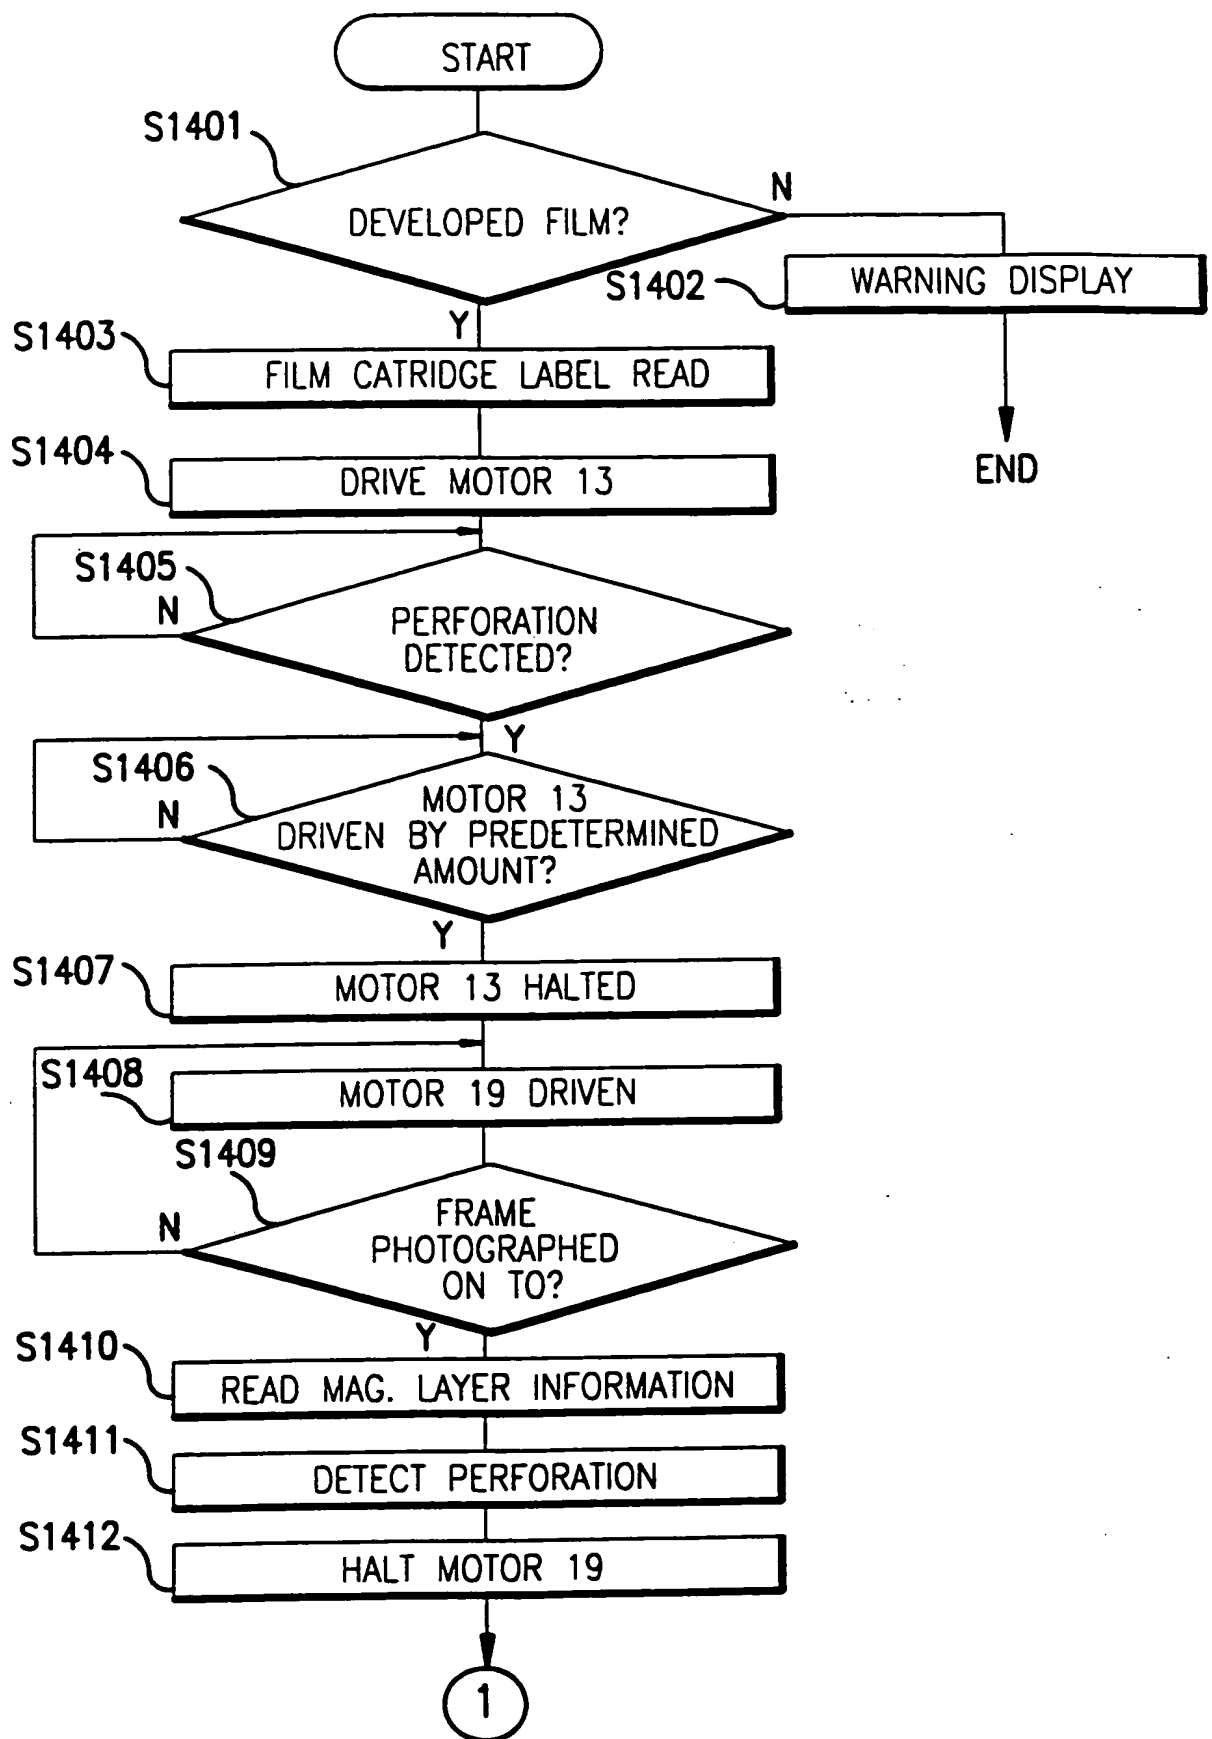 START
S1401
DEVELOPED FILM?
N
S1402
WARNING DISPLAY
Y
S1403
FILM CATRIDGE LABEL READ
END
S1404
DRIVE MOTOR 13
S1405
N
PERFORATION
DETECTED?
Y
S1406
N
MOTOR 13
DRIVEN BY PREDETERMINED
AMOUNT?
Y
S1407
MOTOR 13 HALTED
S1408
MOTOR 19 DRIVEN
S1409
N
FRAME
PHOTOGRAPHED
ON TO?
Y
S1410
READ MAG. LAYER INFORMATION
S1411
DETECT PERFORATION
S1412
HALT MOTOR 19
1